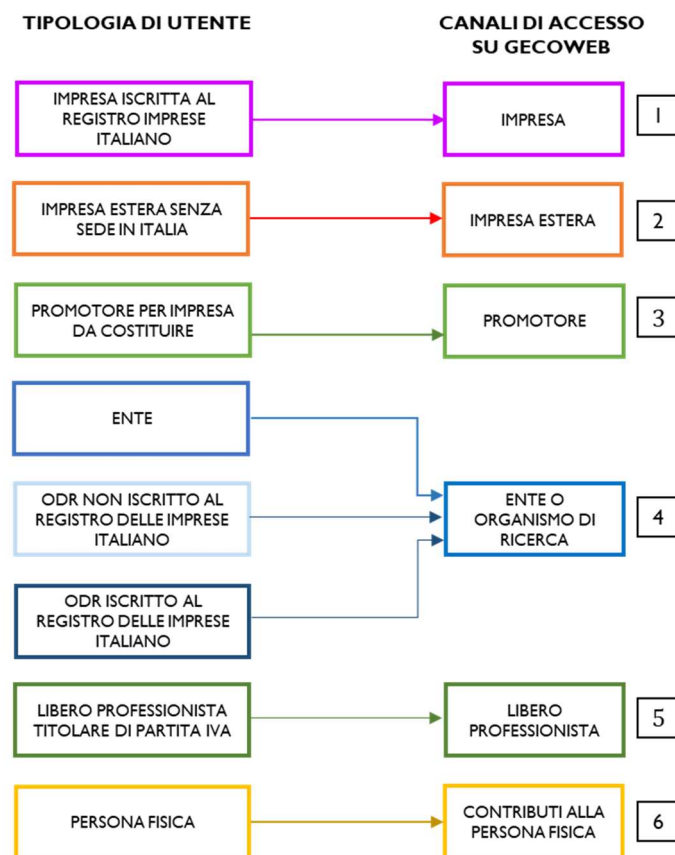 TIPOLOGIA DI UTENTE
CANALI DI ACCESSO
SU GECOWEB
IMPRESA ISCRITTA AL
REGISTRO IMPRESE
ITALIANO
IMPRESA
1
IMPRESA ESTERA SENZA
SEDE IN ITALIA
IMPRESA ESTERA
2
PROMOTORE PER IMPRESA
DA COSTITUIRE
PROMOTORE
3
ENTE
ODR NON ISCRITTO AL
REGISTRO DELLE IMPRESE
ITALIANO
ENTE O
ORGANISMO DI
RICERCA
4
ODR ISCRITTO AL
REGISTRO DELLE IMPRESE
ITALIANO
LIBERO PROFESSIONISTA
TITOLARE DI PARTITA IVA
LIBERO
PROFESSIONISTA
5
PERSONA FISICA
CONTRIBUTI ALLA
PERSONA FISICA
6